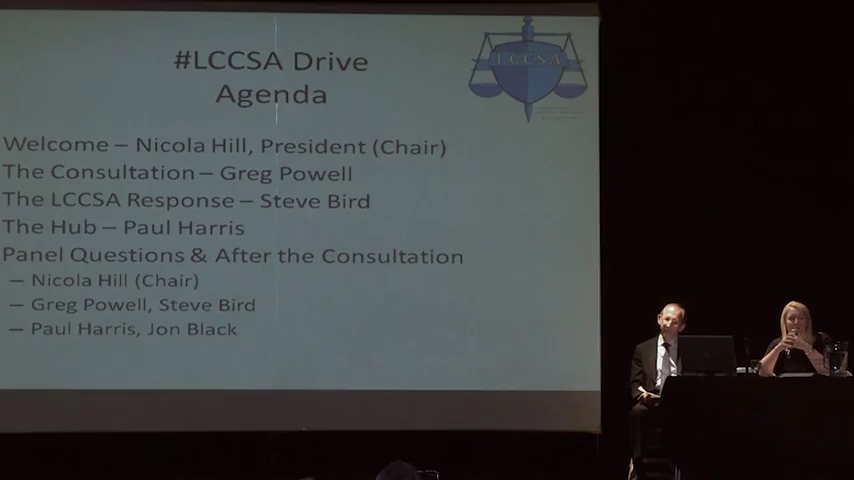 #LCCSA Drive
Agenda
LCCSA
Welcome – Nicola Hill, President (Chair)
The Consultation – Greg Powell
The LCCSA Response – Steve Bird
The Hub – Paul Harris
Panel Questions & After the Consultation
– Nicola Hill (Chair)
– Greg Powell, Steve Bird
– Paul Harris, Jon Black